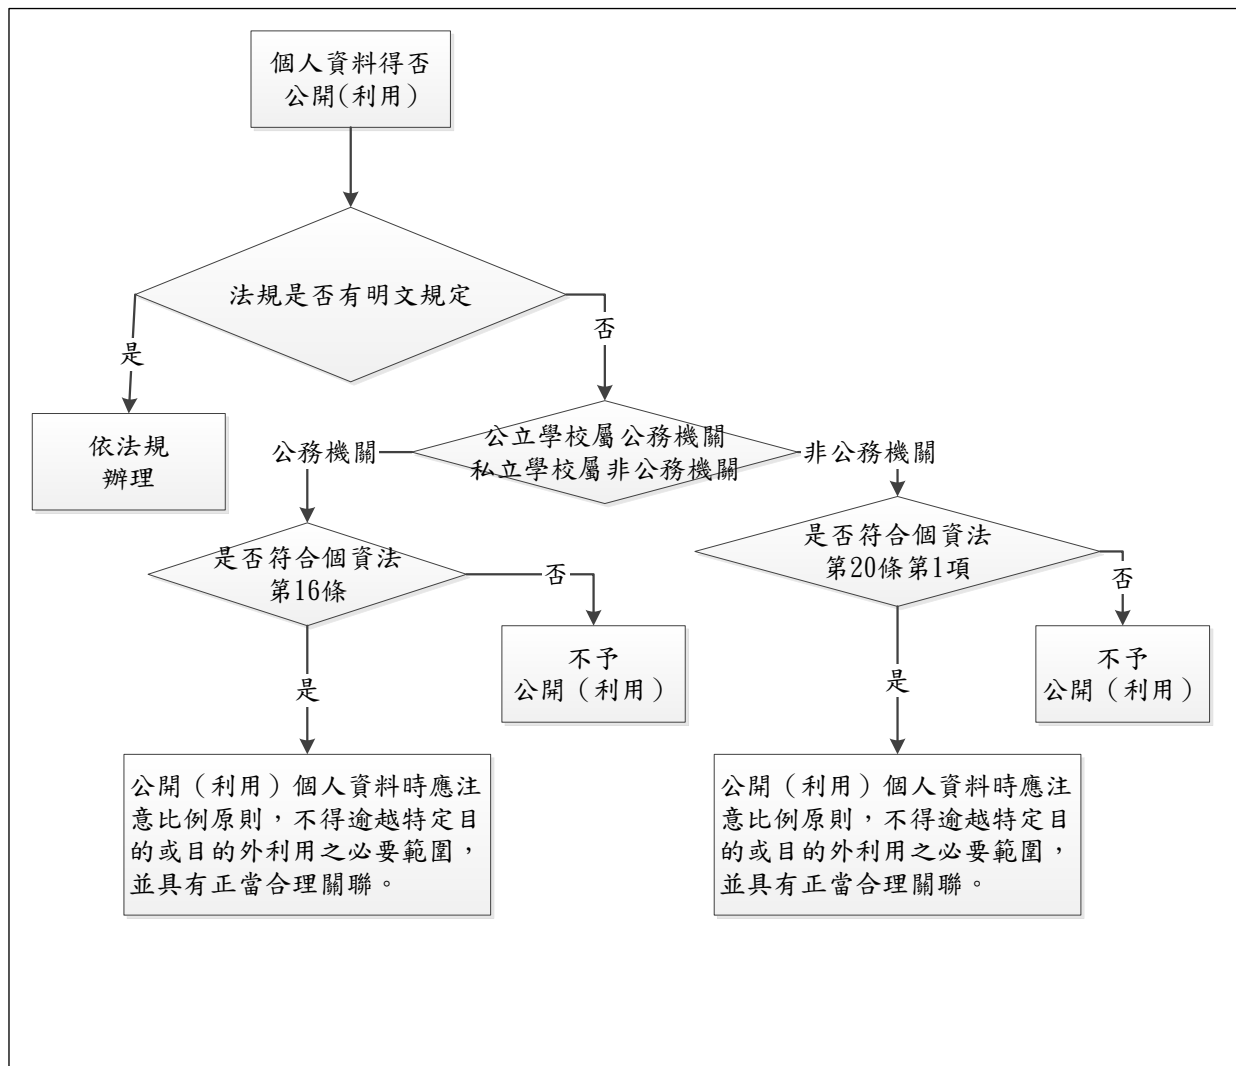 個人資料得否
公開(利用)
法規是否有明文規定
是
否
依法規
辦理
公務機關
公立學校屬公務機關
私立學校屬非公務機關
非公務機關
是否符合個資法
第16條
否
是否符合個資法
第20條第1項
否
不予
公開（利用）
不予
公開（利用）
是
是
公開（利用）個人資料時應注
意比例原則，不得逾越特定目
的或目的外利用之必要範圍，
並具有正當合理關聯。
公開（利用）個人資料時應注
意比例原則，不得逾越特定目
的或目的外利用之必要範圍，
並具有正當合理關聯。